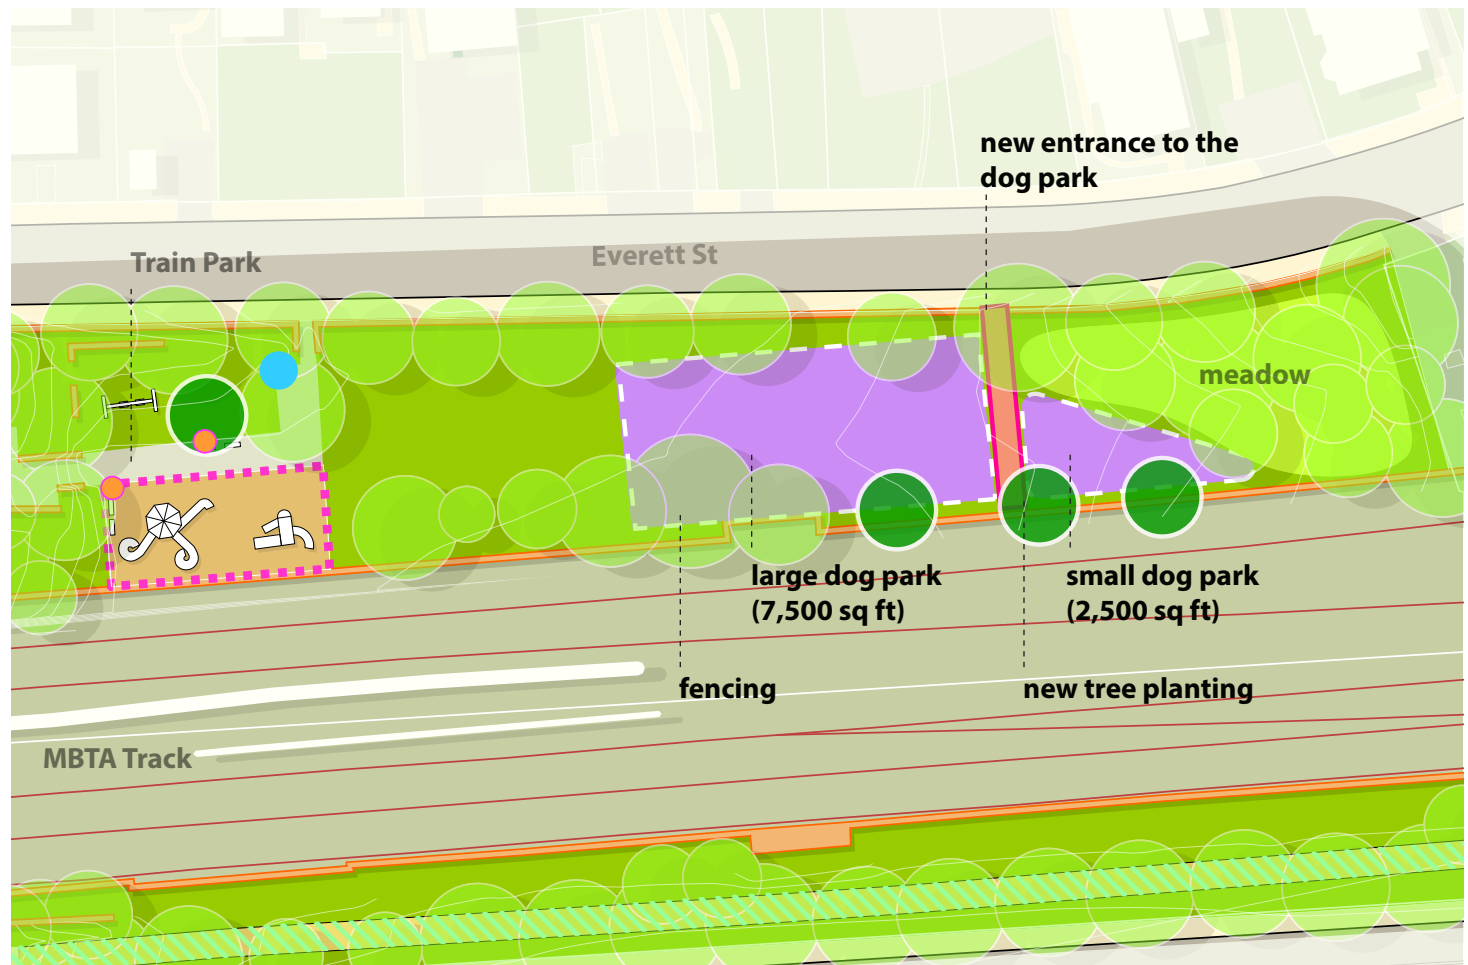 new entrance to the
dog park
Train Park
Everett St
meadow
large dog park
(7,500 sq ft)
small dog park
(2,500 sq ft)
fencing
new tree planting
MBTA Track